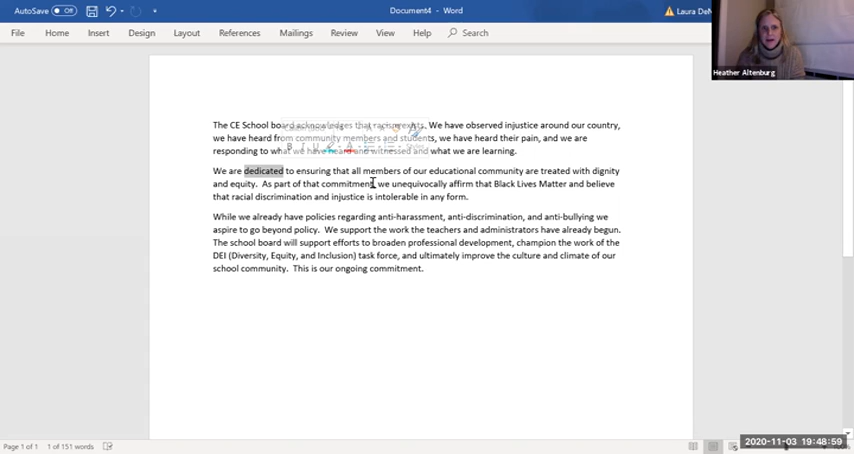 AutoSave Off Document4 - Word Laura DeN
File Home Insert Design Layout References Mailings Review View Help Search
Heather Altenburg
The CE School board acknowledges that racism exists. We have observed injustice around our country,
we have heard from community members and students, we have heard their pain, and we are
responding to what we have heard and witnessed and what we are learning.
We are dedicated to ensuring that all members of our educational community are treated with dignity
and equity. As part of that commitment, we unequivocally affirm that Black Lives Matter and believe
that racial discrimination and injustice is intolerable in any form.
While we already have policies regarding anti-harassment, anti-discrimination, and anti-bullying we
aspire to go beyond policy. We support the work the teachers and administrators have already begun.
The school board will support efforts to broaden professional development, champion the work of the
DEI (Diversity, Equity, and Inclusion) task force, and ultimately improve the culture and climate of our
school community. This is our ongoing commitment.
Page 1 of 1 1 of 151 words
2020-11-03 19:48:59